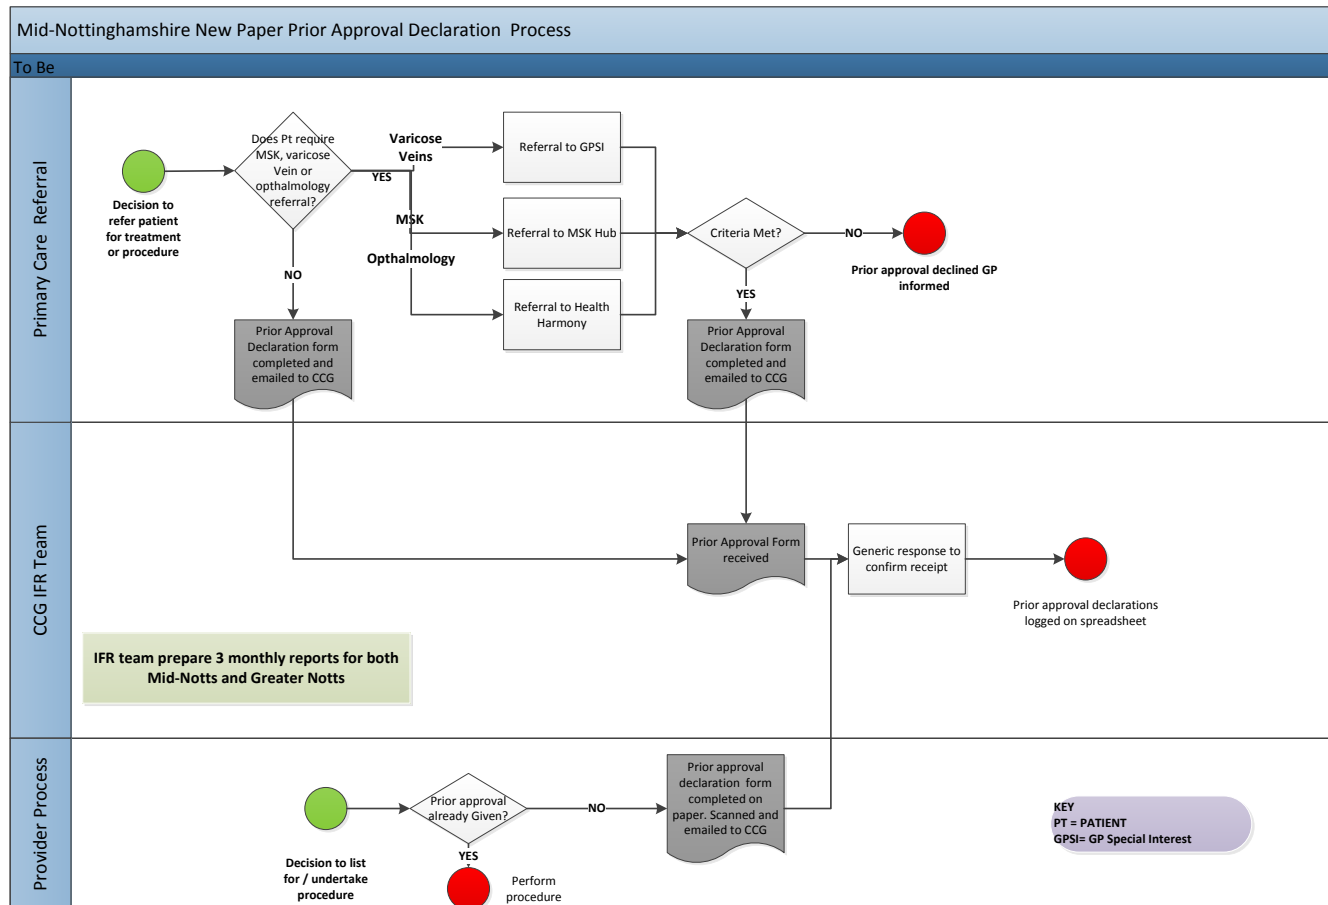 Mid-Nottinghamshire New Paper Prior Approval Declaration  Process
To Be
Primary Care  Referral
Decision to
refer patient
for treatment
or procedure
Does Pt require
MSK, varicose
Vein or
opthalmology
referral?
YES
NO
Varicose
Veins
MSK
Opthalmology
Referral to GPSI
Referral to MSK Hub
Referral to Health
Harmony
Criteria Met?
NO
Prior approval declined GP
informed
YES
Prior Approval
Declaration form
completed and
emailed to CCG
Prior Approval
Declaration form
completed and
emailed to CCG
CCG IFR Team
Prior Approval Form
received
Generic response to
confirm receipt
Prior approval declarations
logged on spreadsheet
IFR team prepare 3 monthly reports for both
Mid-Notts and Greater Notts
Provider Process
Decision to list
for / undertake
procedure
Prior approval
already Given?
NO
YES
Perform
procedure
Prior approval
declaration  form
completed on
paper. Scanned and
emailed to CCG
KEY
PT = PATIENT
GPSI= GP Special Interest